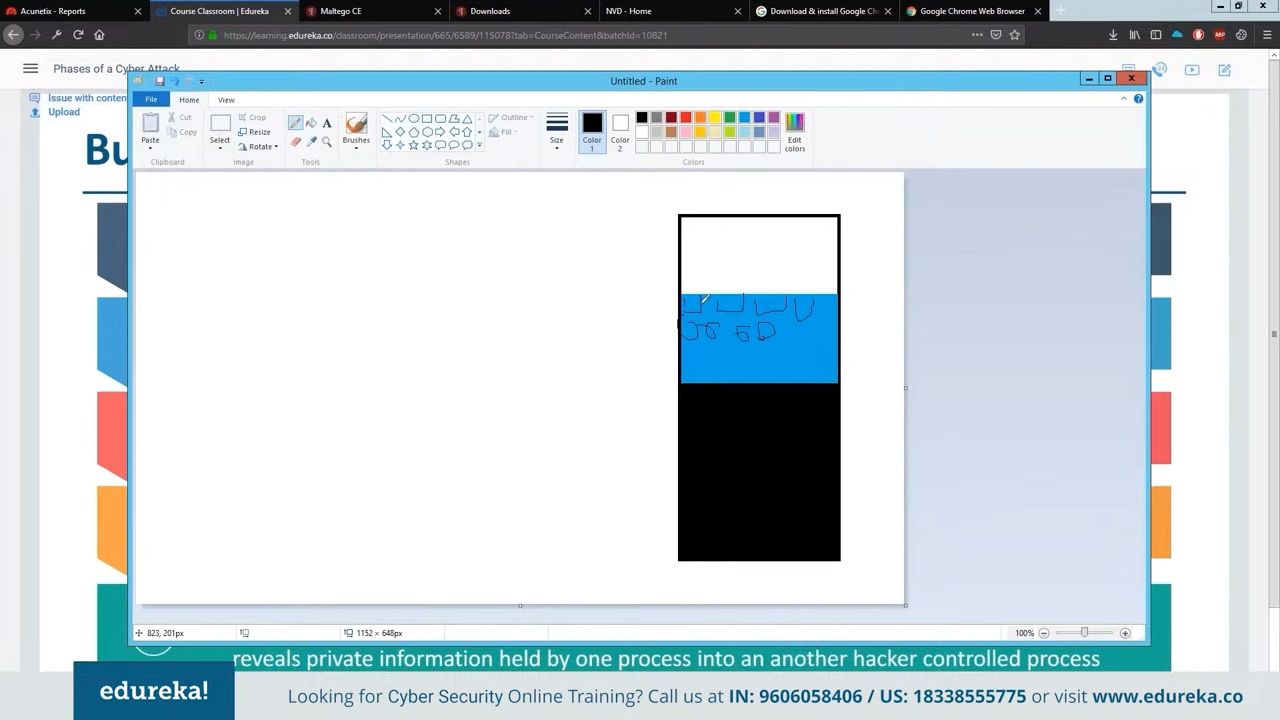 Acunetix - Reports
Course Classroom | Edureka
Maltego CE
Downloads
NVD - Home
Download & install Google Chro
Google Chrome Web Browser
https://learning.edureka.co/classroom/presentation/665/6589/115078?tab=CourseContent&batchId=10821
ABP
Phases of a Cyber Attack
24
Issue with conten
Upload
Bu
Untitled - Paint
File Home View
Paste
Cut
Copy
Clipboard
Select
Crop
Resize
Rotate
Image
A
Tools
Brushes
Shapes
Outline
Fill
Size
Color 1
Color 2
Edit colors
Colors
823, 201px
1152 × 648px
100%
reveals private information held by one process into an another hacker controlled process
edureka!
Looking for Cyber Security Online Training? Call us at IN: 9606058406 / US: 18338555775 or visit www.edureka.co